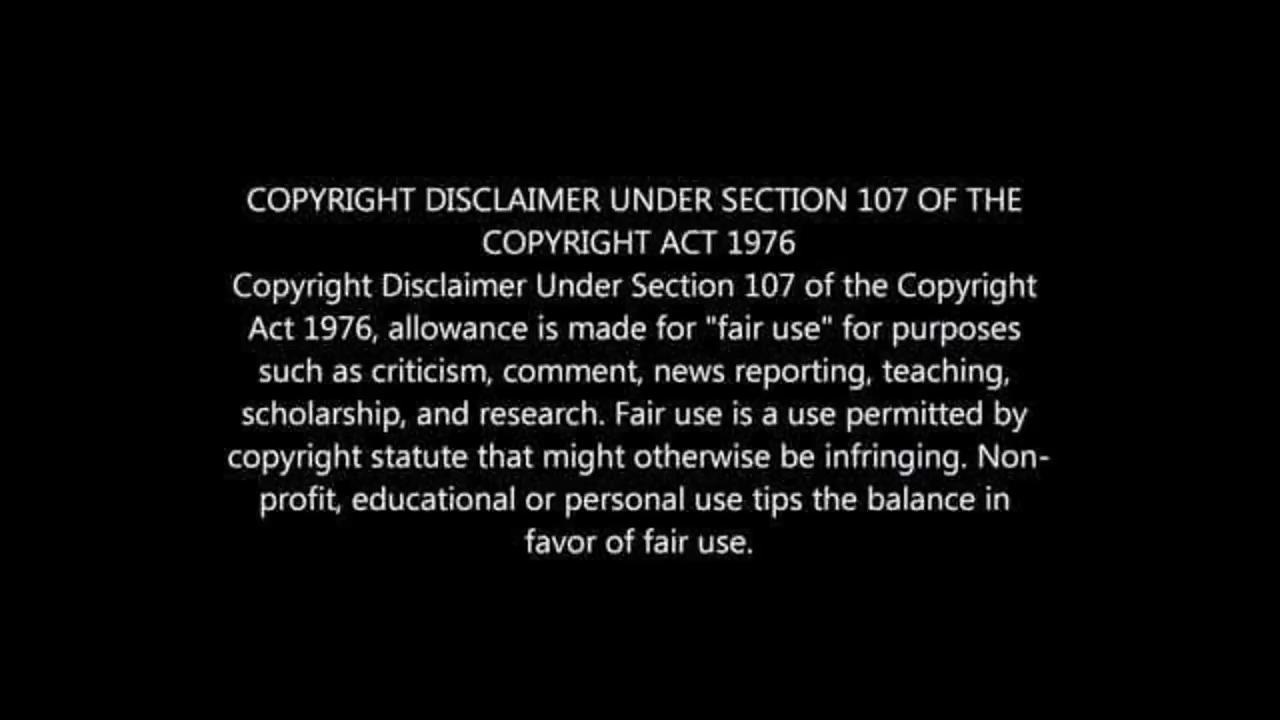 COPYRIGHT DISCLAIMER UNDER SECTION 107 OF THE
COPYRIGHT ACT 1976
Copyright Disclaimer Under Section 107 of the Copyright
Act 1976, allowance is made for "fair use" for purposes
such as criticism, comment, news reporting, teaching,
scholarship, and research. Fair use is a use permitted by
copyright statute that might otherwise be infringing. Non-
profit, educational or personal use tips the balance in
favor of fair use.